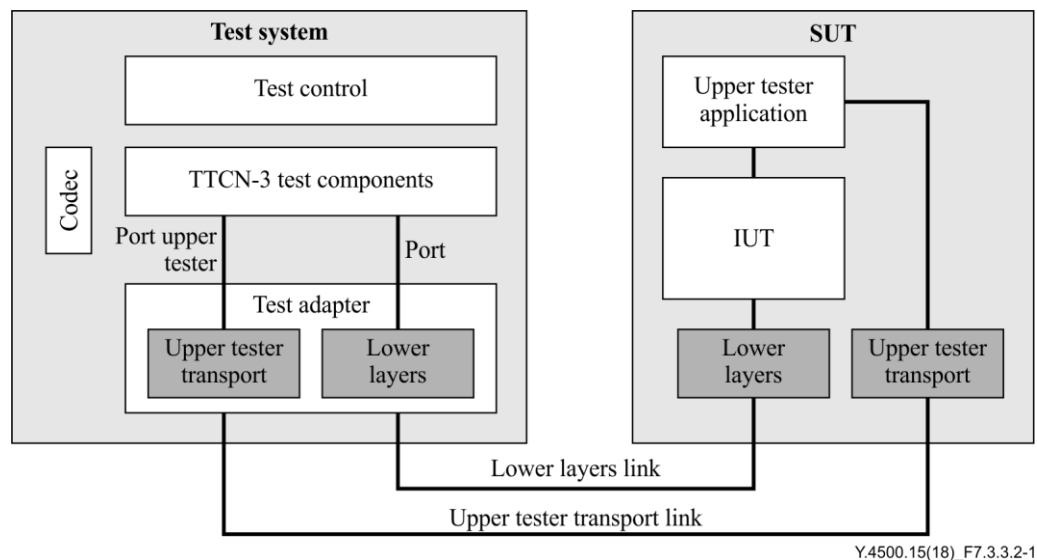 Test system
Test control
Codec
TTCN-3 test components
Port upper
tester
Port
Test adapter
Upper tester
transport
Lower
layers
SUT
Upper tester
application
IUT
Lower
layers
Upper tester
transport
Lower layers link
Upper tester transport link
Y.4500.15(18)_F7.3.3.2-1